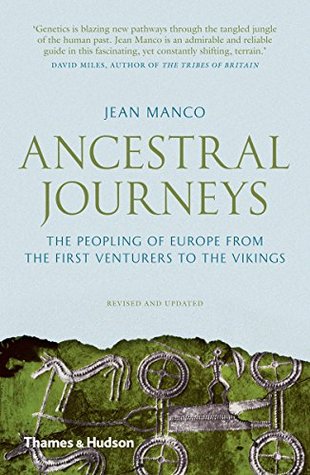 ‘Genetics is blazing new pathways through the tangled jungle
of the human past. Jean Manco is an admirable and reliable
guide in this fascinating, yet constantly shifting, terrain.’
DAVID MILES, AUTHOR OF THE TRIBES OF BRITAIN
JEAN MANCO
ANCESTRAL
JOURNEYS
THE PEOPLING OF EUROPE FROM
THE FIRST VENTURERS TO THE VIKINGS
REVISED AND UPDATED
Thames & Hudson